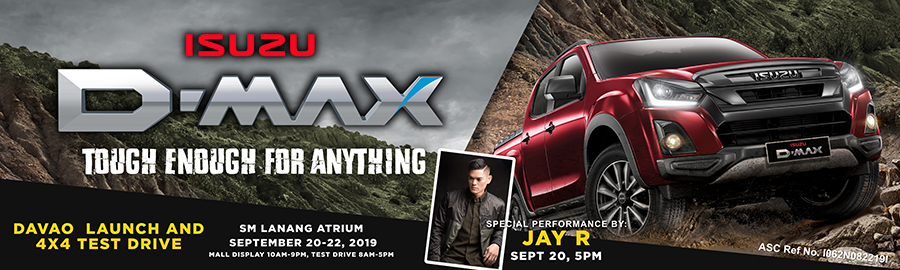 ISUZU
D-MAX
TOUGH ENOUGH FOR ANYTHING
ISUZU
ISUZU
D-MAX
DAVAO LAUNCH AND
4X4 TEST DRIVE
SM LANANG ATRIUM
SEPTEMBER 20-22, 2019
MALL DISPLAY 10AM-9PM, TEST DRIVE 8AM-5PM
SPECIAL PERFORMANCE BY:
JAY R
SEPT 20, 5PM
ASC Ref No. I062N082219I